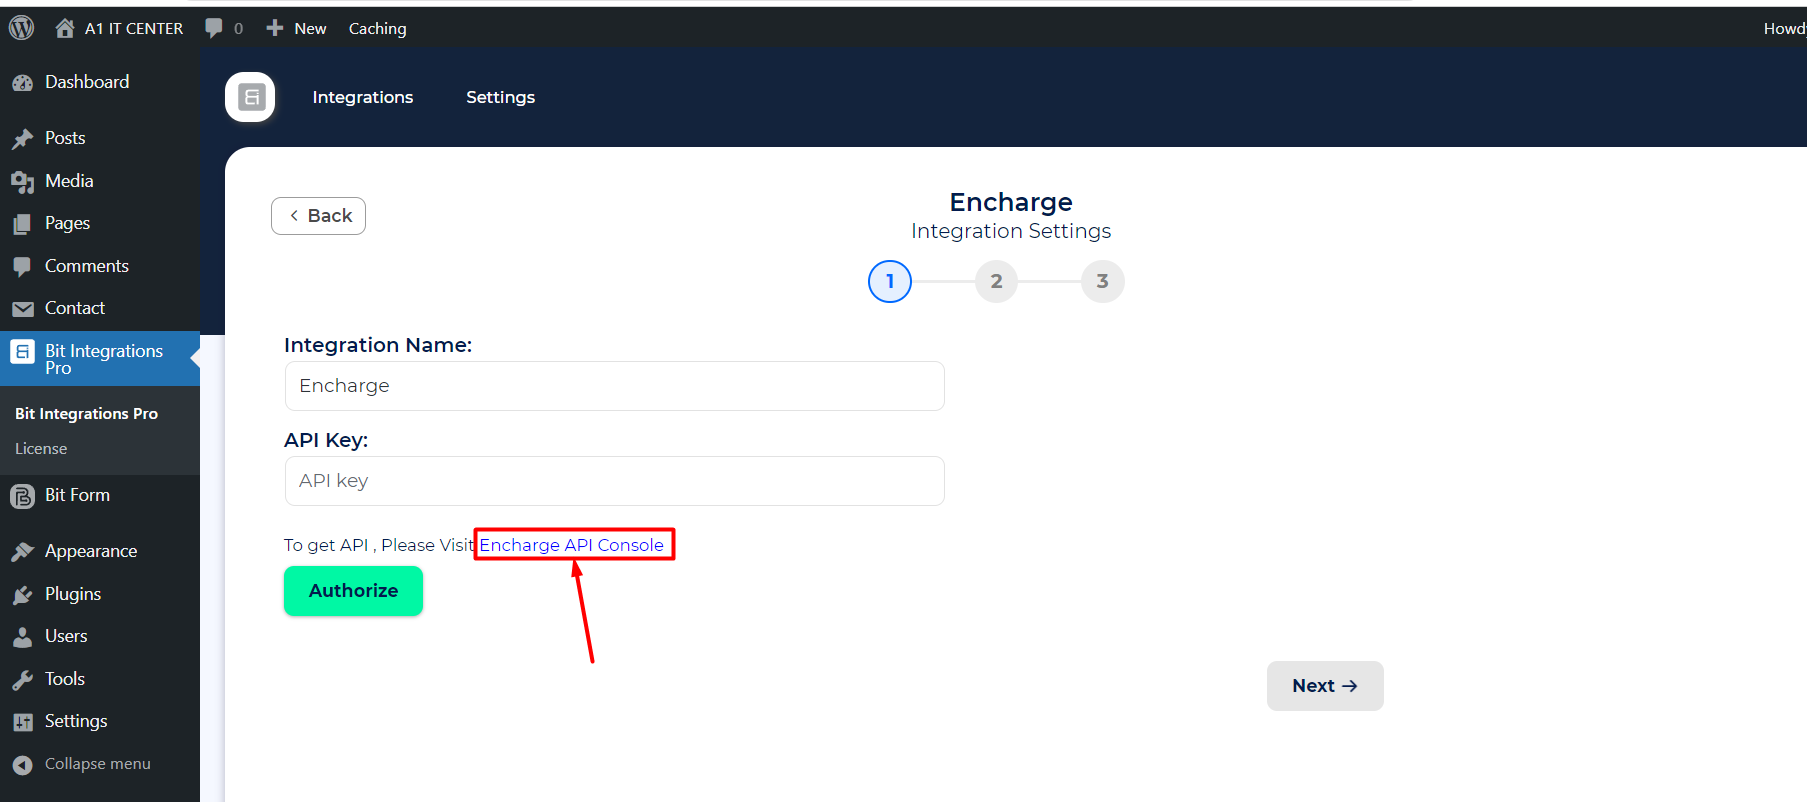 A1 IT CENTER 0 New Caching
Dashboard
Posts
Media
Pages
Comments
Contact
Bit Integrations
Pro
Bit Integrations Pro
License
Bit Form
Appearance
Plugins
Users
Tools
Settings
Collapse menu
Integrations Settings
Back
Encharge
Integration Settings
1 2 3
Integration Name:
Encharge
API Key:
API key
To get API , Please Visit Encharge API Console
Authorize
Next →